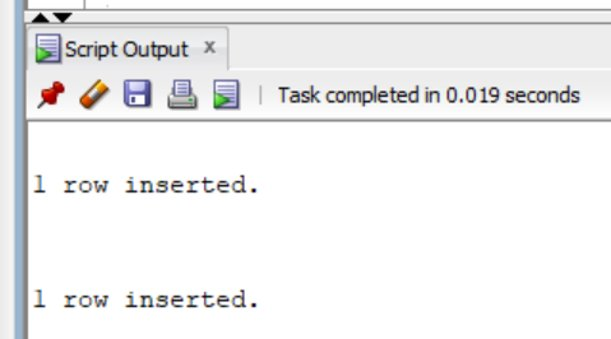 Script Output x
Task completed in 0.019 seconds
1 row inserted.
1 row inserted.